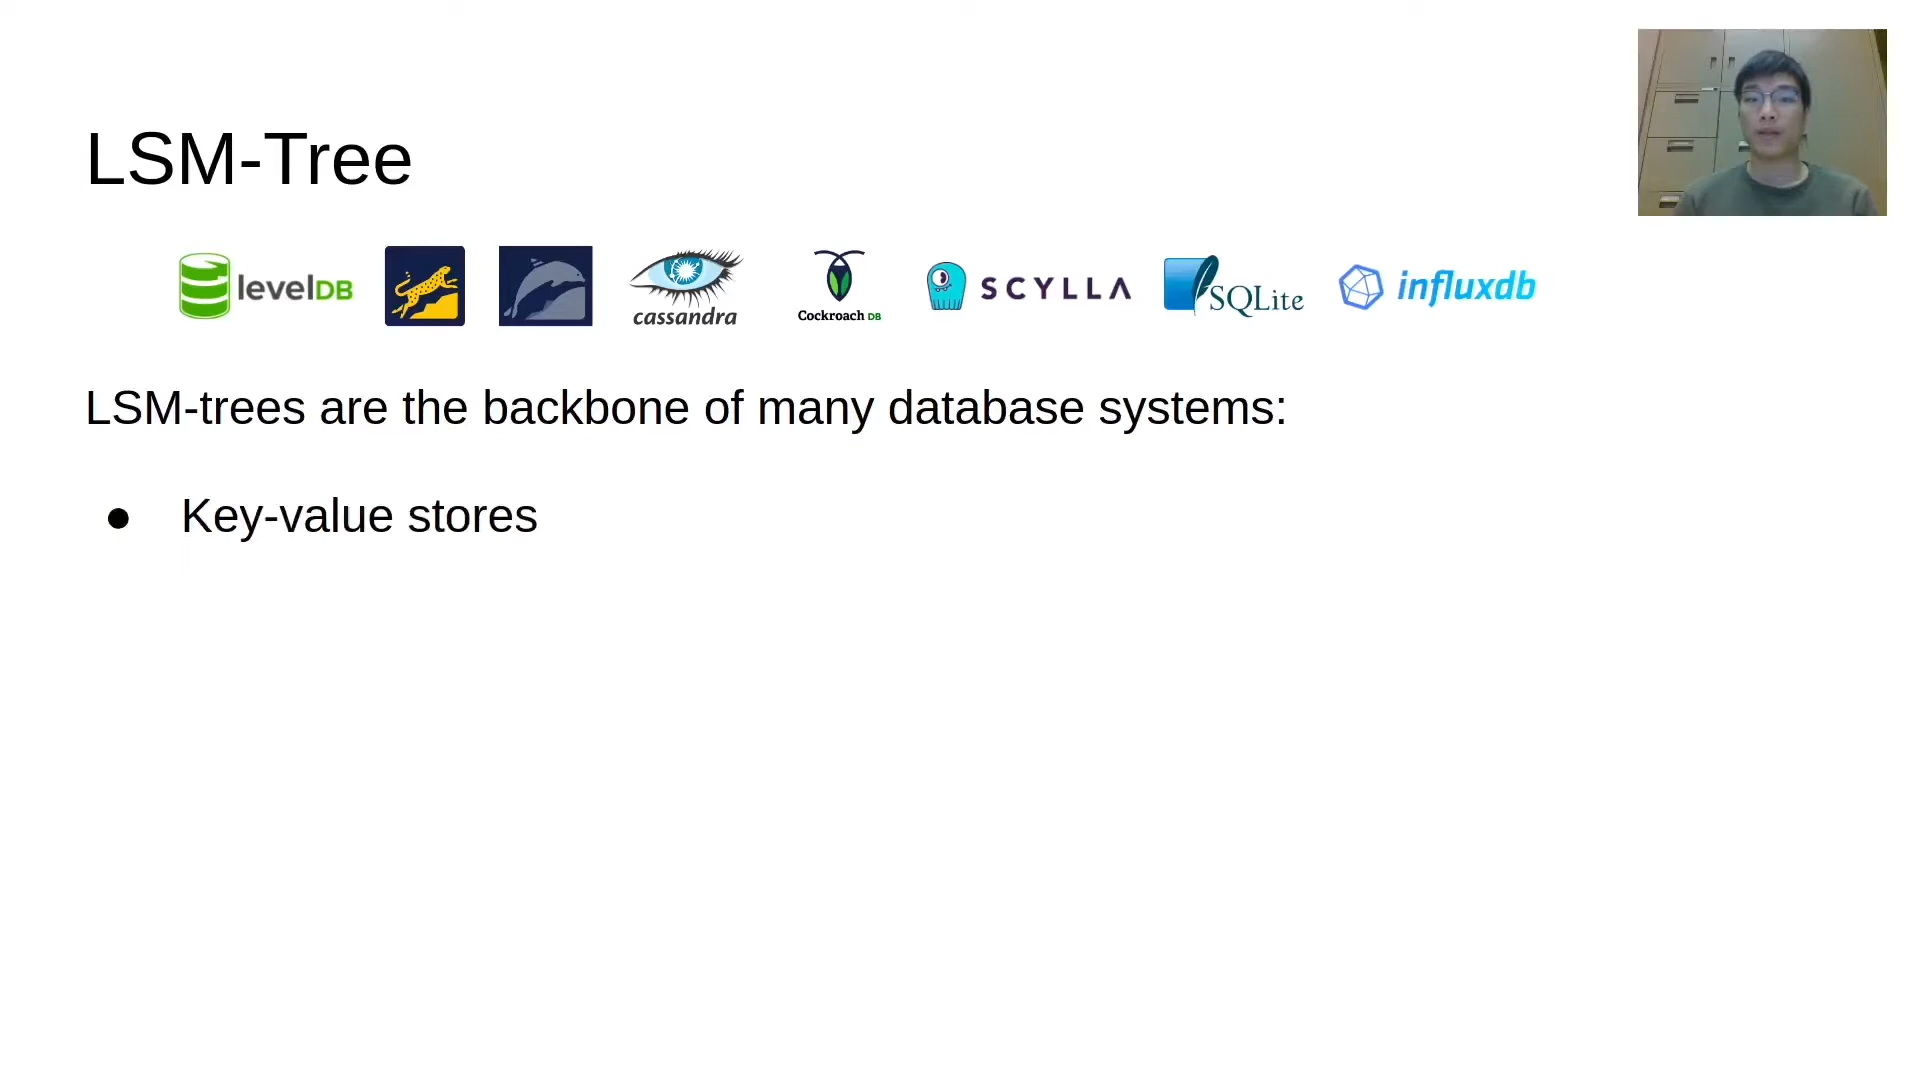 LSM-Tree
levelDB
cassandra
Cockroach DB
SCYLLA
SQLite
influxdb
LSM-trees are the backbone of many database systems:
● Key-value stores